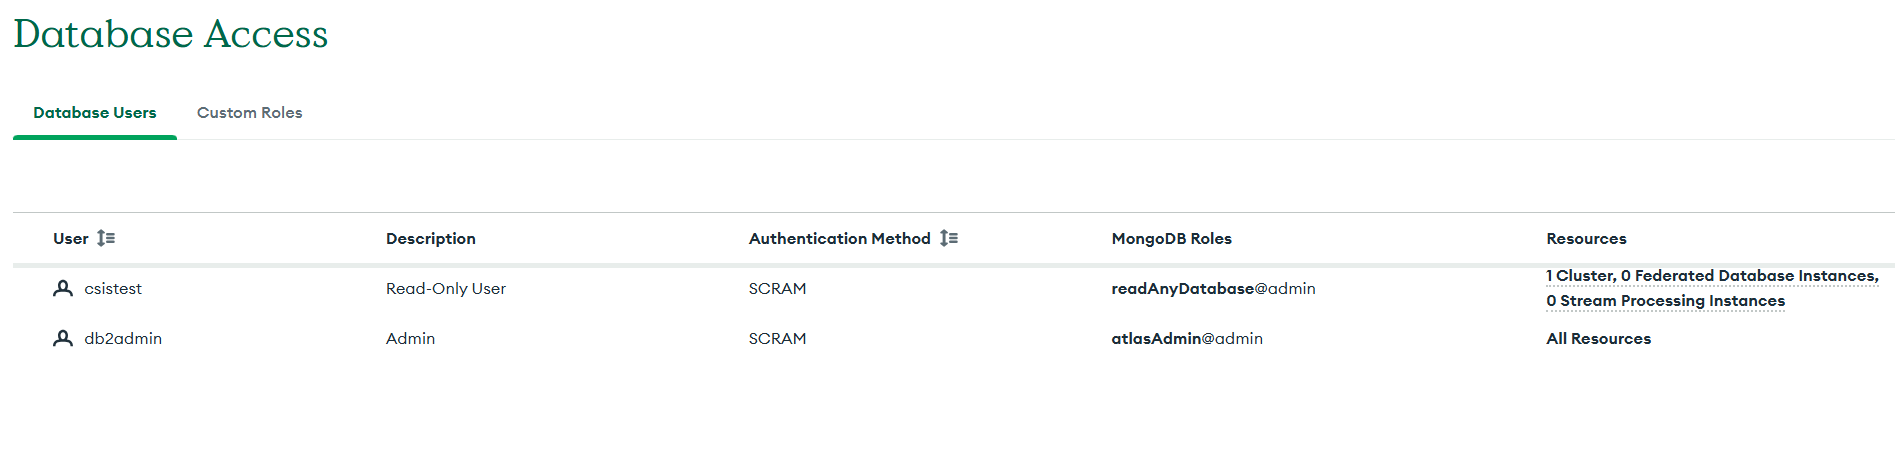 Database Access
Database Users Custom Roles
User Description Authentication Method MongoDB Roles Resources
csistest Read-Only User SCRAM readAnyDatabase@admin 1 Cluster, 0 Federated Database Instances,
0 Stream Processing Instances
db2admin Admin SCRAM atlasAdmin@admin All Resources